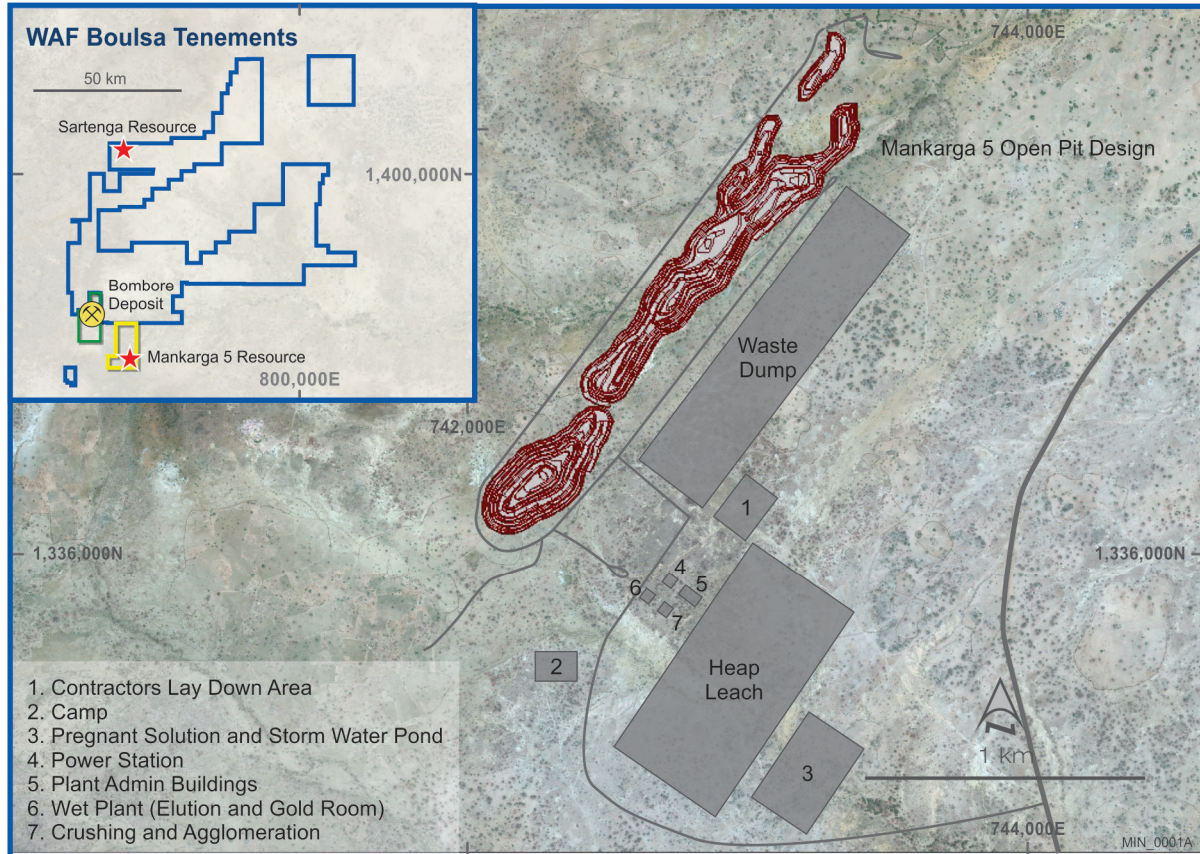 WAF Boulsa Tenements
50 km
Sartenga Resource
1,400,000N
Bombore
Deposit
Mankarga 5 Resource
800,000E
744,000E
Mankarga 5 Open Pit Design
742,000E
Waste
Dump
1
1,336,000N
1,336,000N
4
5
6
7
2
Heap
Leach
3
1. Contractors Lay Down Area
2. Camp
3. Pregnant Solution and Storm Water Pond
4. Power Station
5. Plant Admin Buildings
6. Wet Plant (Elution and Gold Room)
7. Crushing and Agglomeration
Z
1 Km
744,000E
MIN_0001A